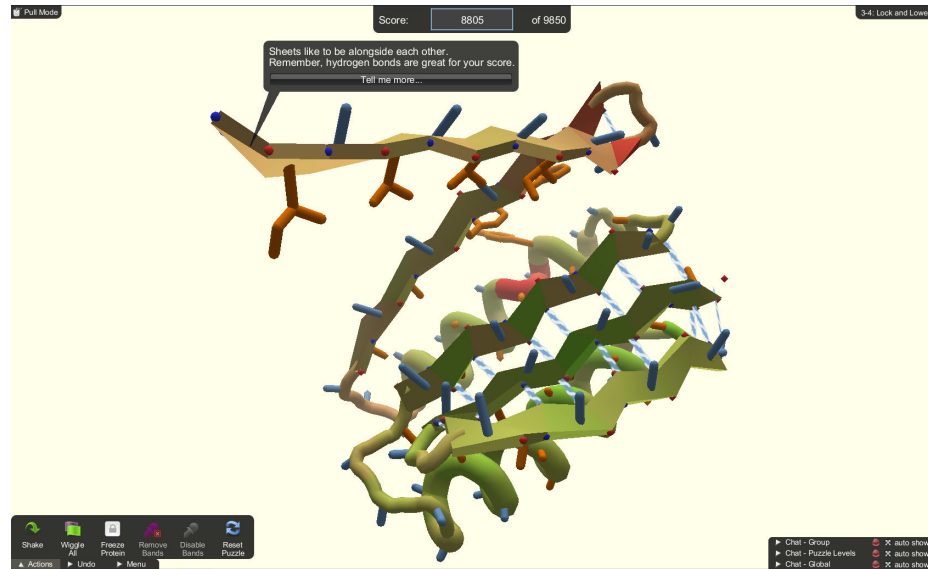 Pull Mode
Score: 8805 of 9850
3-4: Lock and Lowe
Sheets like to be alongside each other.
Remember, hydrogen bonds are great for your score.
Tell me more...
Shake
Wiggle All
Freeze Protein
Remove Bands
Disable Bands
Reset Puzzle
Actions
Undo
Menu
Chat - Group auto show
Chat - Puzzle Levels auto show
Chat - Global auto show